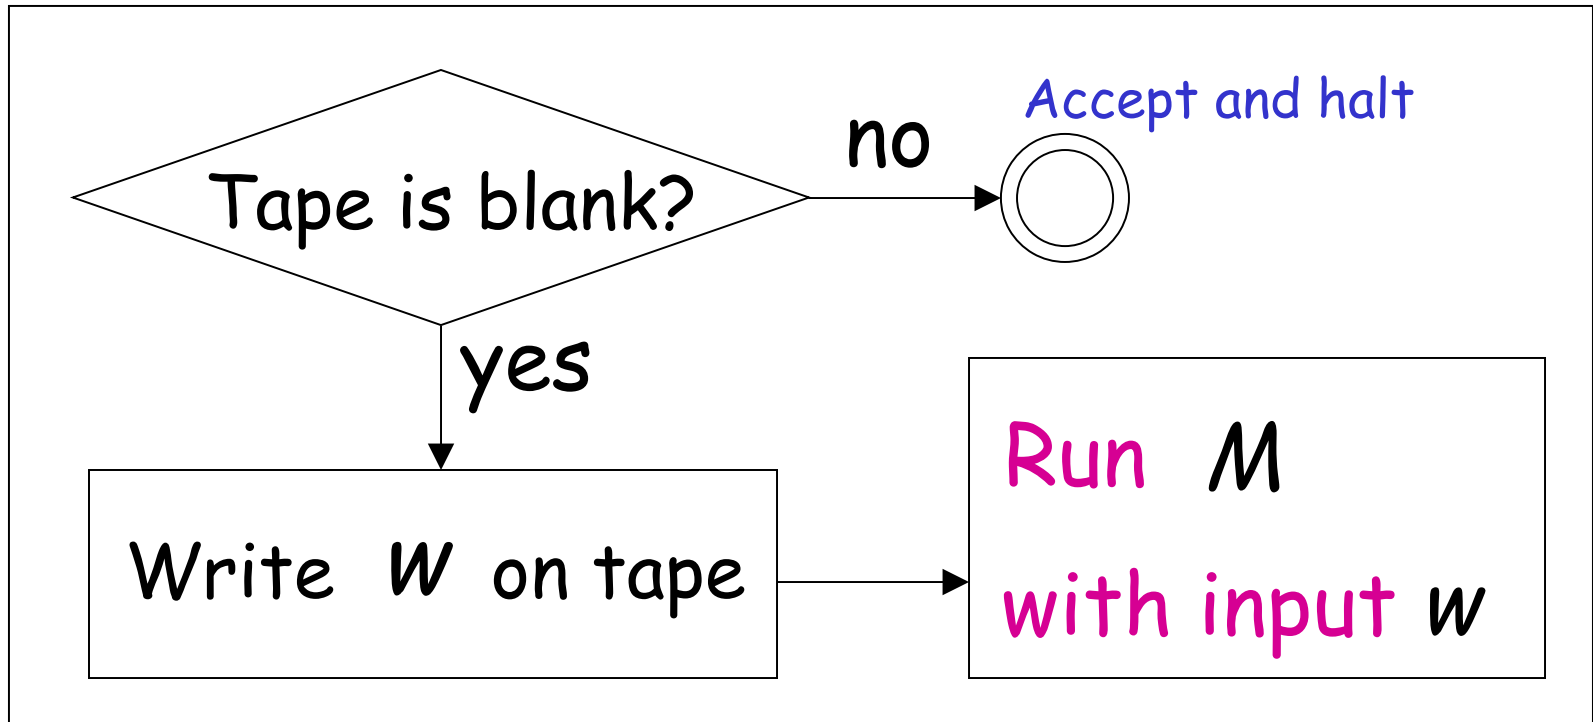 Accept and halt
no
Tape is blank?
yes
Run M
Write w on tape
with input w